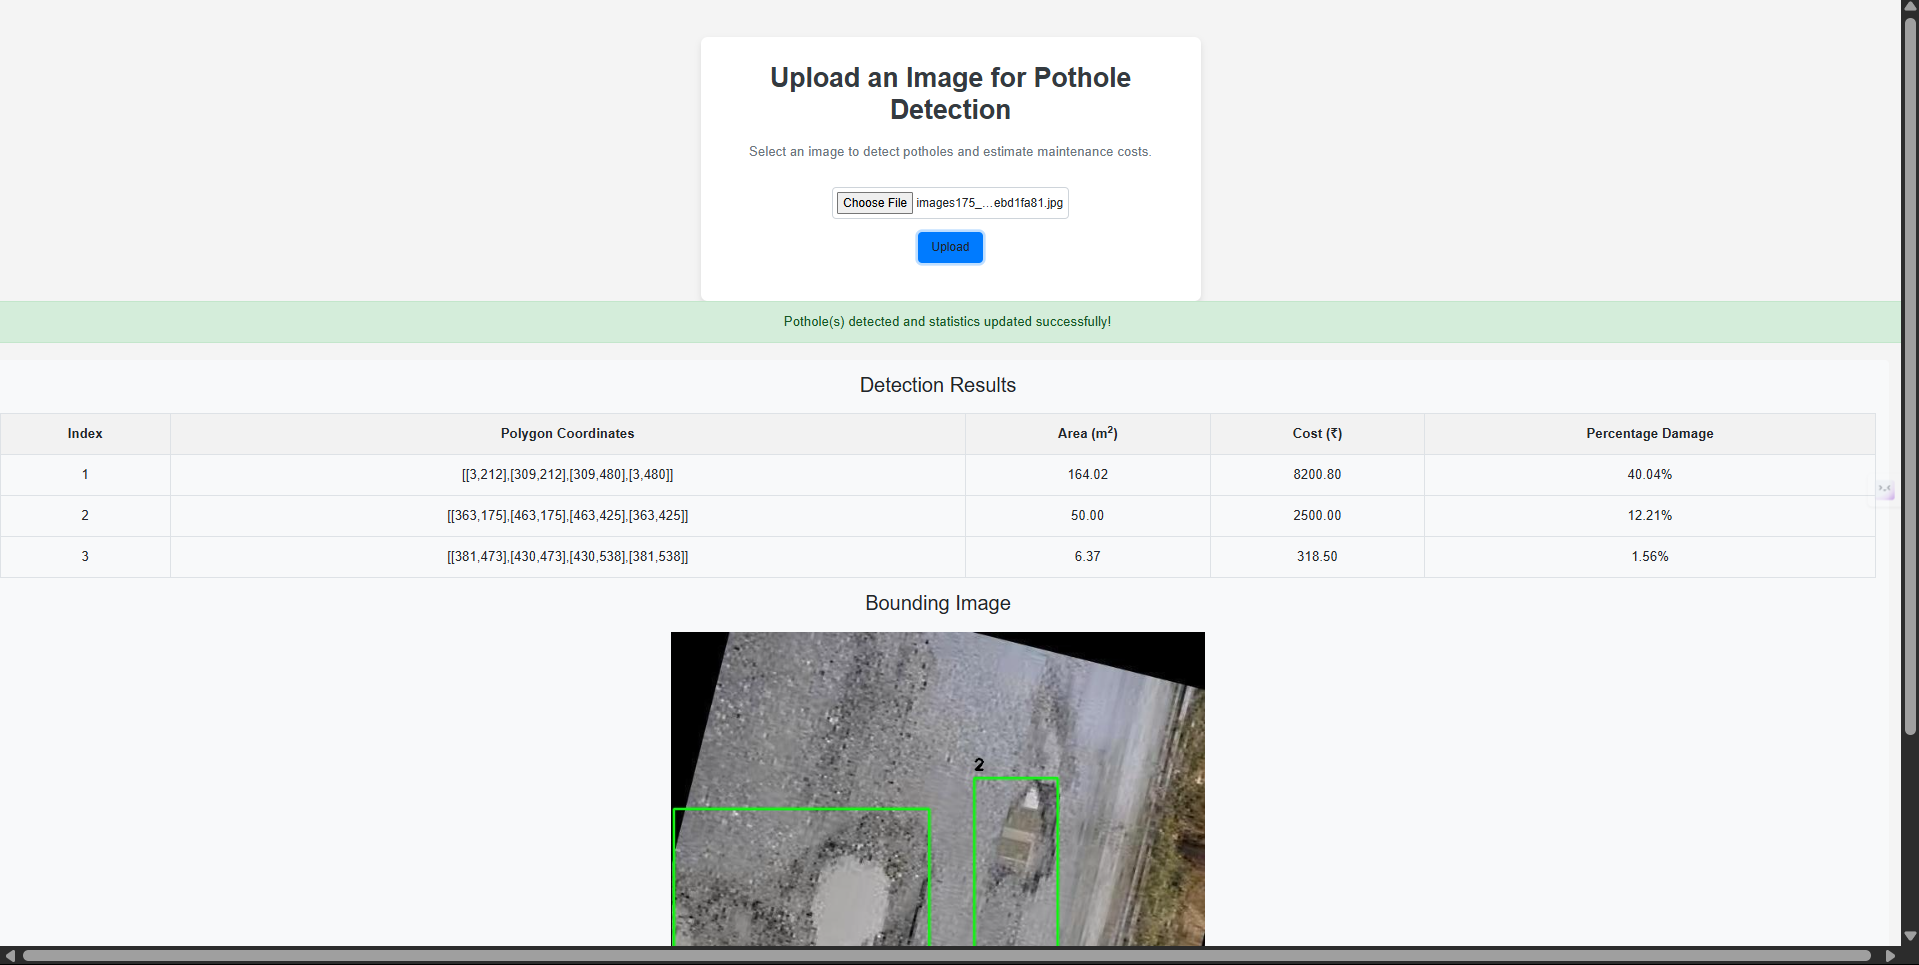 Upload an Image for Pothole
Detection
Select an image to detect potholes and estimate maintenance costs.
Choose File images175_...ebd1fa81.jpg
Upload
Pothole(s) detected and statistics updated successfully!
Detection Results
Index Polygon Coordinates Area (m²) Cost (₹) Percentage Damage
1 [[3,212],[309,212],[309,480],[3,480]] 164.02 8200.80 40.04%
2 [[363,175],[463,175],[463,425],[363,425]] 50.00 2500.00 12.21%
3 [[381,473],[430,473],[430,538],[381,538]] 6.37 318.50 1.56%
Bounding Image
2